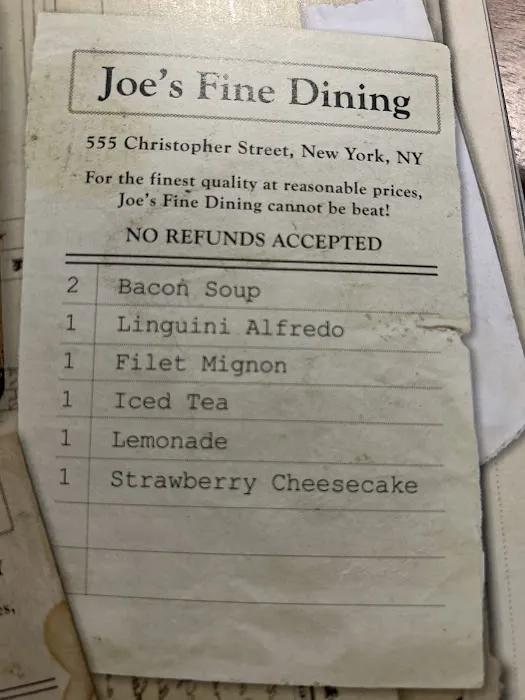 Joe's Fine Dining
555 Christopher Street, New York, NY
For the finest quality at reasonable prices,
Joe's Fine Dining cannot be beat!
NO REFUNDS ACCEPTED
2 Bacon Soup
1 Linguini Alfredo
1 Filet Mignon
1 Iced Tea
1 Lemonade
1 Strawberry Cheesecake